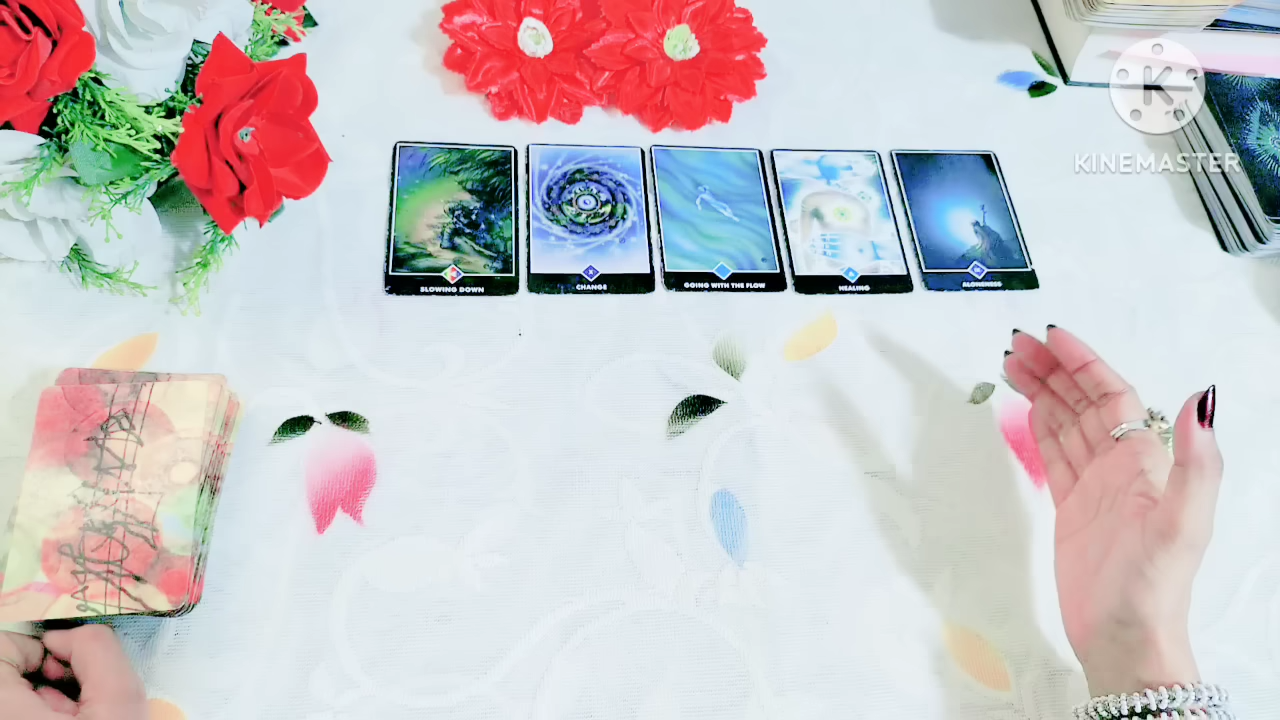 K
KINEMASTER
SLOWING DOWN
CHANGE
GOING WITH THE FLOW
HEALING
ALONENESS